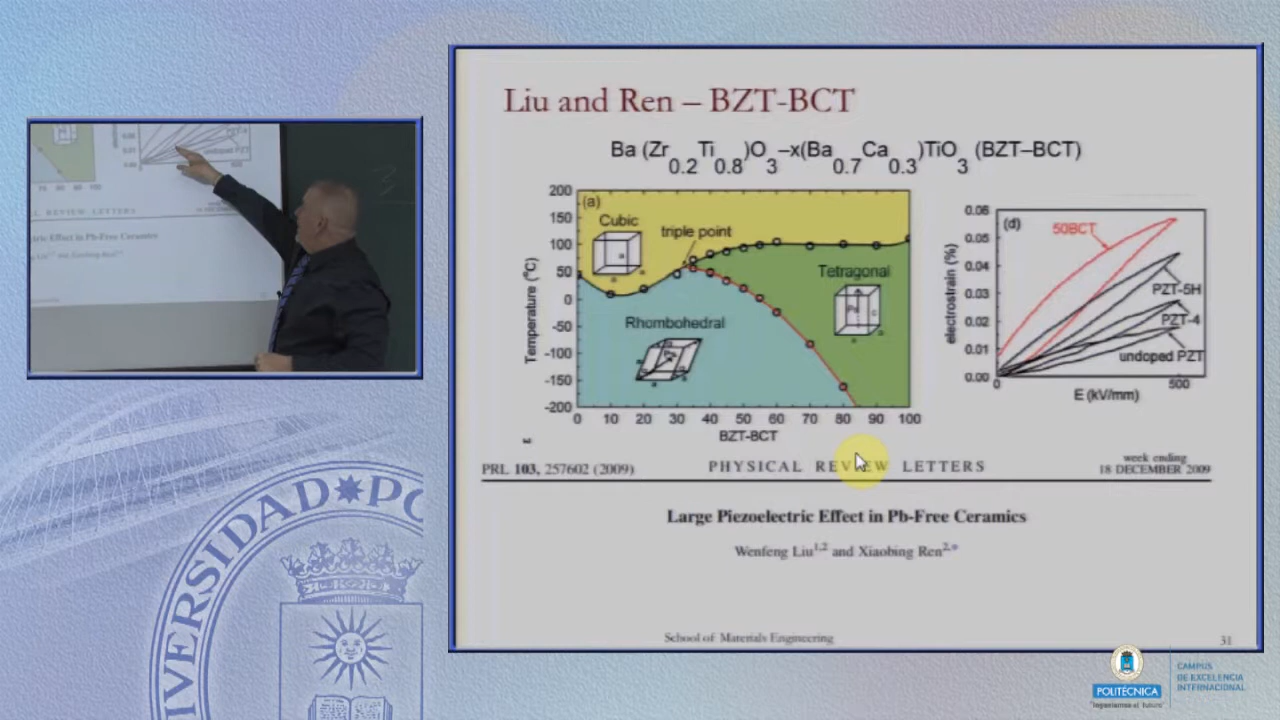 Liu and Ren – BZT-BCT
Ba (Zr0.2Ti0.8)O3–x(Ba0.7Ca0.3)TiO3 (BZT–BCT)
(a)
Cubic
triple point
Tetragonal
Rhombohedral
Temperature (°C)
200
150
100
50
0
-50
-100
-150
-200
0 10 20 30 40 50 60 70 80 90 100
BZT-BCT
(d)
50BCT
PZT-5H
PZT-4
undoped PZT
electrostrain (%)
0.06
0.05
0.04
0.03
0.02
0.01
0.00
0 500
E (kV/mm)
PRL 103, 257602 (2009)
PHYSICAL REVIEW LETTERS
week ending
18 DECEMBER 2009
Large Piezoelectric Effect in Pb-Free Ceramics
Wenfeng Liu1,2 and Xiaobing Ren2,*
School of Materials Engineering
31
POLITÉCNICA
"Ingeniamos el futuro"
CAMPUS
DE EXCELENCIA
INTERNACIONAL
VERSIDAD PO